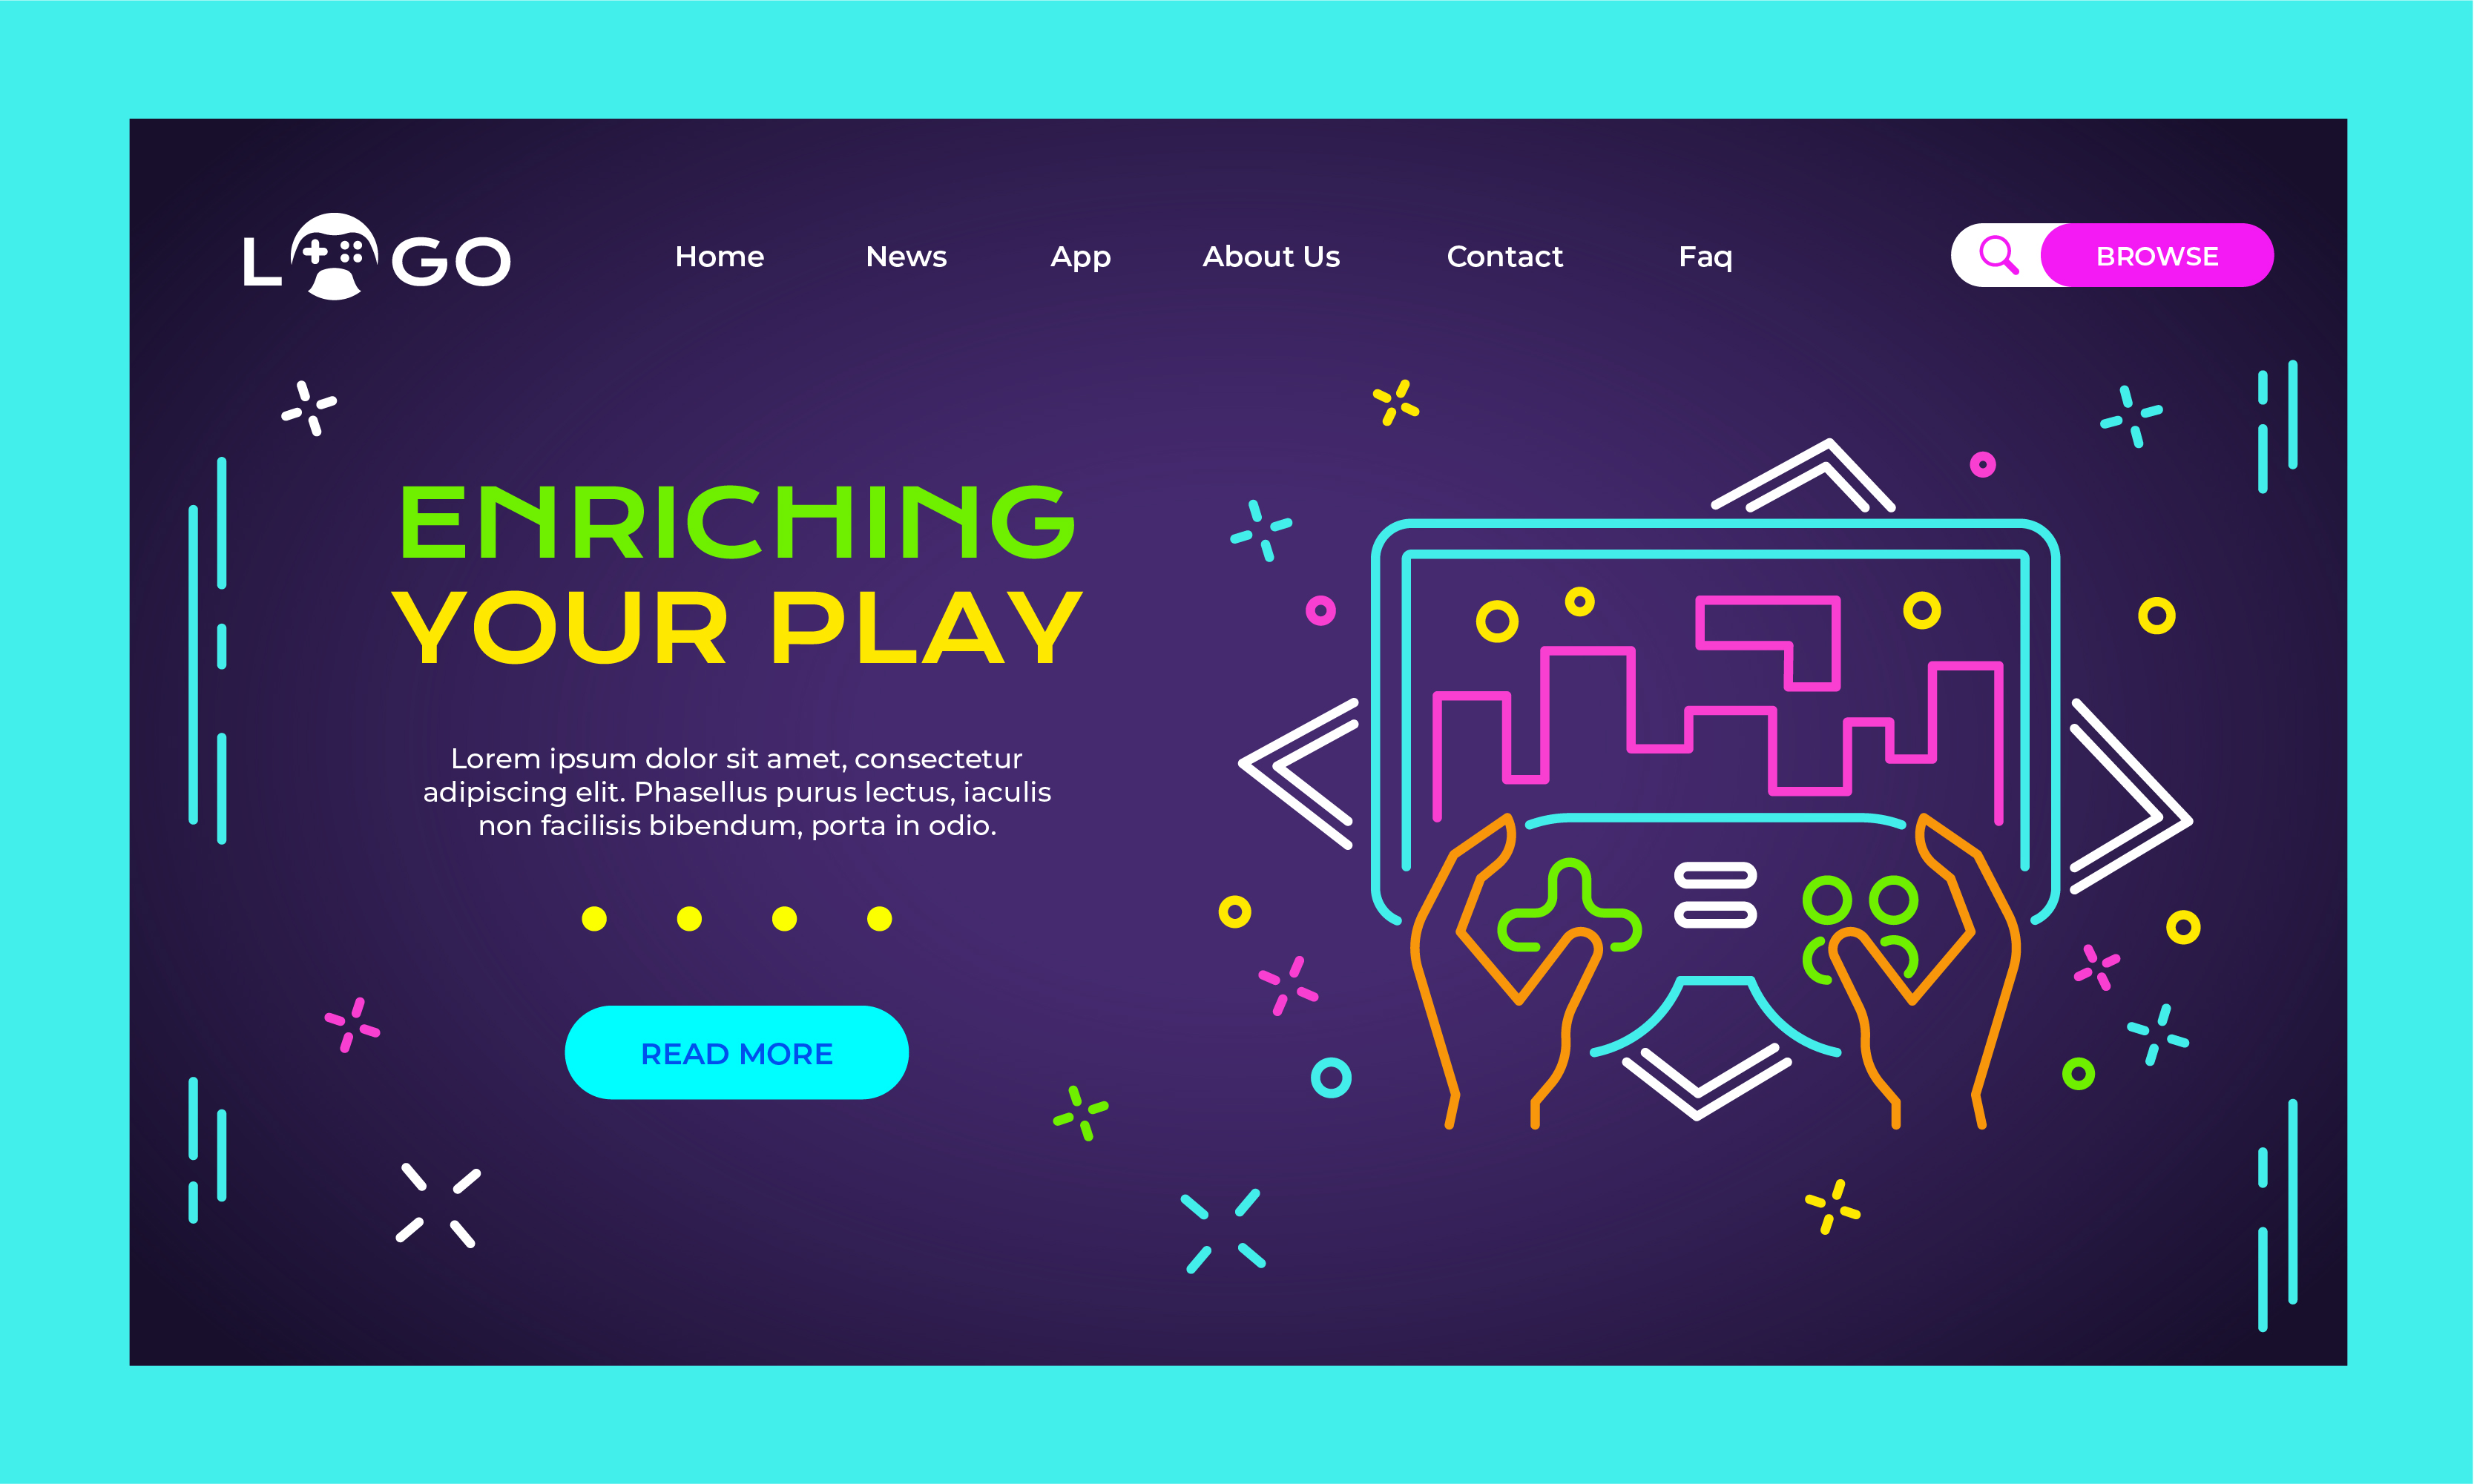 LOGO
Home News App About Us Contact Faq BROWSE
ENRICHING
YOUR PLAY
Lorem ipsum dolor sit amet, consectetur
adipiscing elit. Phasellus purus lectus, iaculis
non facilisis bibendum, porta in odio.
READ MORE